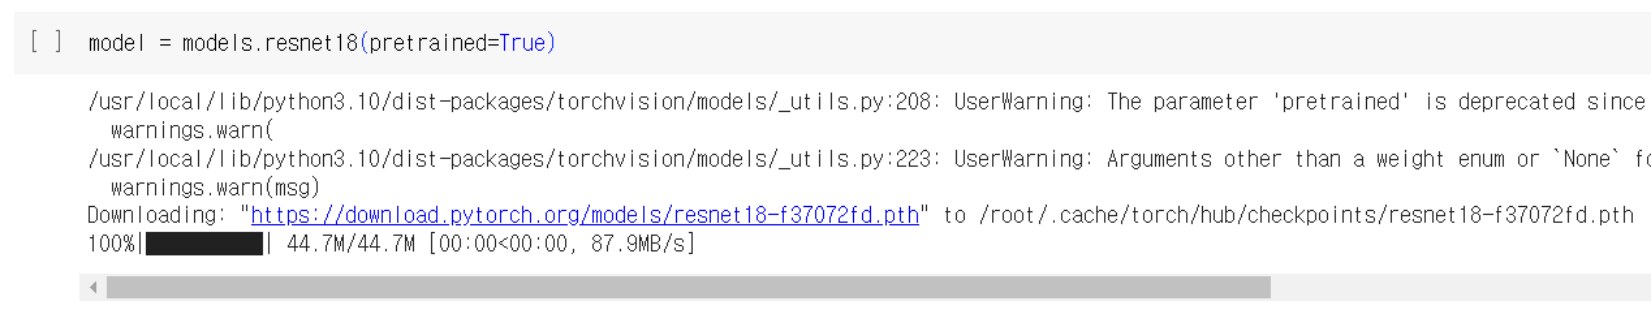 [ ] model = models.resnet18(pretrained=True)
/usr/local/lib/python3.10/dist-packages/torchvision/models/_utils.py:208: UserWarning: The parameter 'pretrained' is deprecated since
warnings.warn(
/usr/local/lib/python3.10/dist-packages/torchvision/models/_utils.py:223: UserWarning: Arguments other than a weight enum or `None`
warnings.warn(msg)
Downloading: "https://download.pytorch.org/models/resnet18-f37072fd.pth" to /root/.cache/torch/hub/checkpoints/resnet18-f37072fd.pth
100%|██████████| 44.7M/44.7M [00:00<00:00, 87.9MB/s]